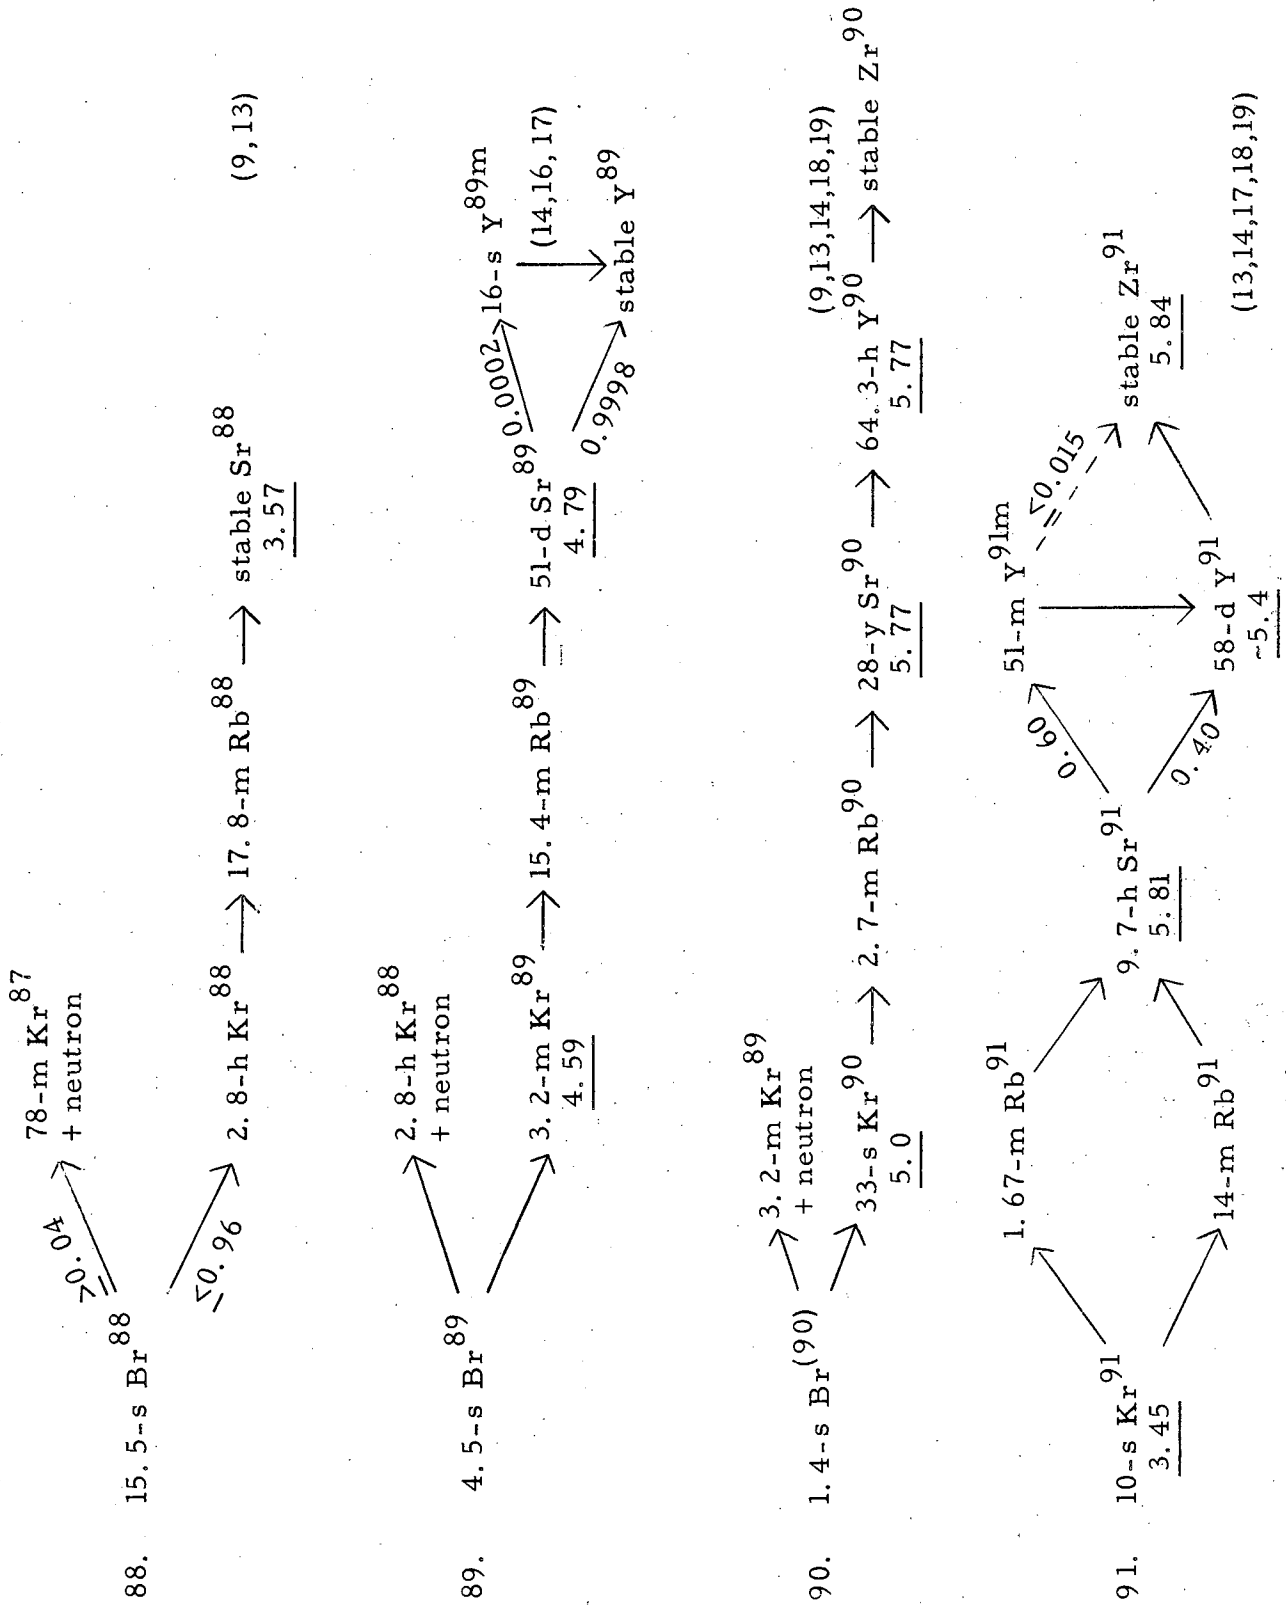 88. 15.5-s Br88
≥0.04
78-m Kr87
+ neutron
≤0.96
2.8-h Kr88 → 17.8-m Rb88 → stable Sr88
3.57
(9,13)
89. 4.5-s Br89
2.8-h Kr88
+ neutron
3.2-m Kr89 → 15.4-m Rb89 → 51-d Sr89
4.59
4.79
0.0002
16-s Y89m
(14,16,17)
0.9998
stable Y89
90. 1.4-s Br(90)
3.2-m Kr89
+ neutron
(9,13,14,18,19)
33-s Kr90 → 2.7-m Rb90 → 28-y Sr90 → 64.3-h Y90 → stable Zr90
5.0
5.77
5.77
91. 10-s Kr91
3.45
1.67-m Rb91
14-m Rb91
9.7-h Sr91
5.81
0.60
51-m Y91m
≤0.015
0.40
58-d Y91
~5.4
stable Zr91
5.84
(13,14,17,18,19)